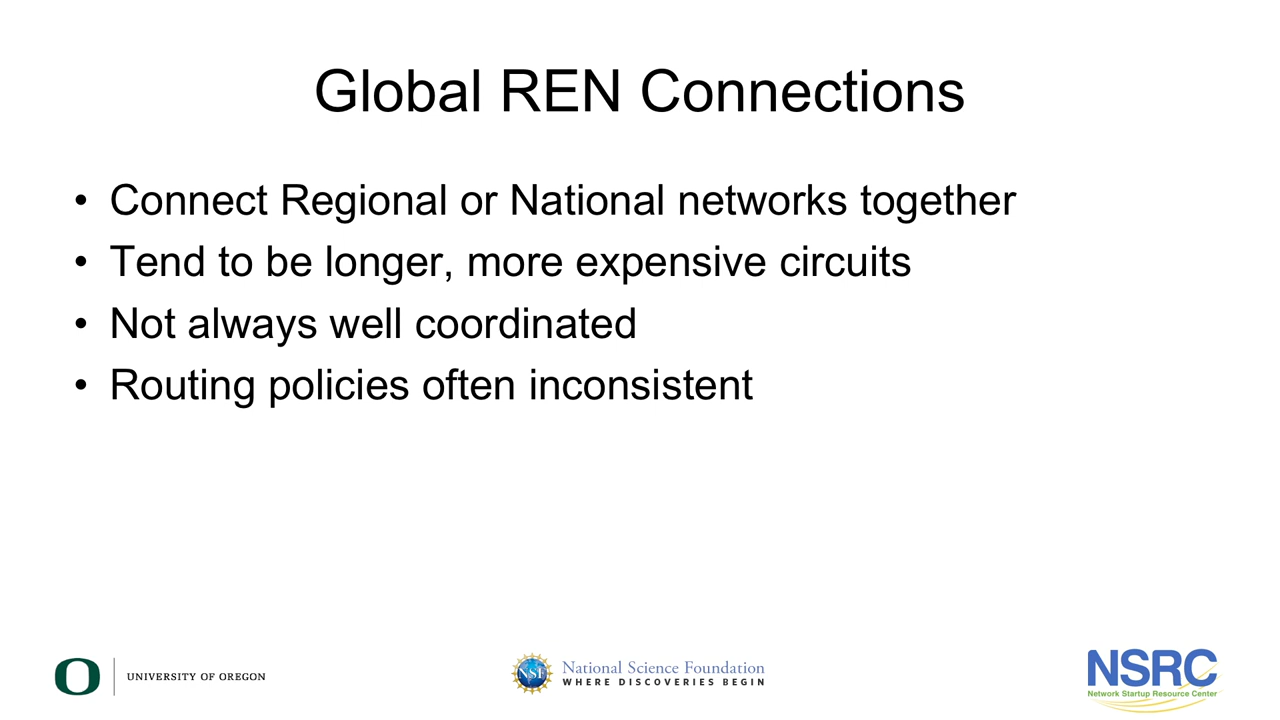 Global REN Connections
• Connect Regional or National networks together
• Tend to be longer, more expensive circuits
• Not always well coordinated
• Routing policies often inconsistent
O UNIVERSITY OF OREGON
NSF National Science Foundation
WHERE DISCOVERIES BEGIN
NSRC
Network Startup Resource Center